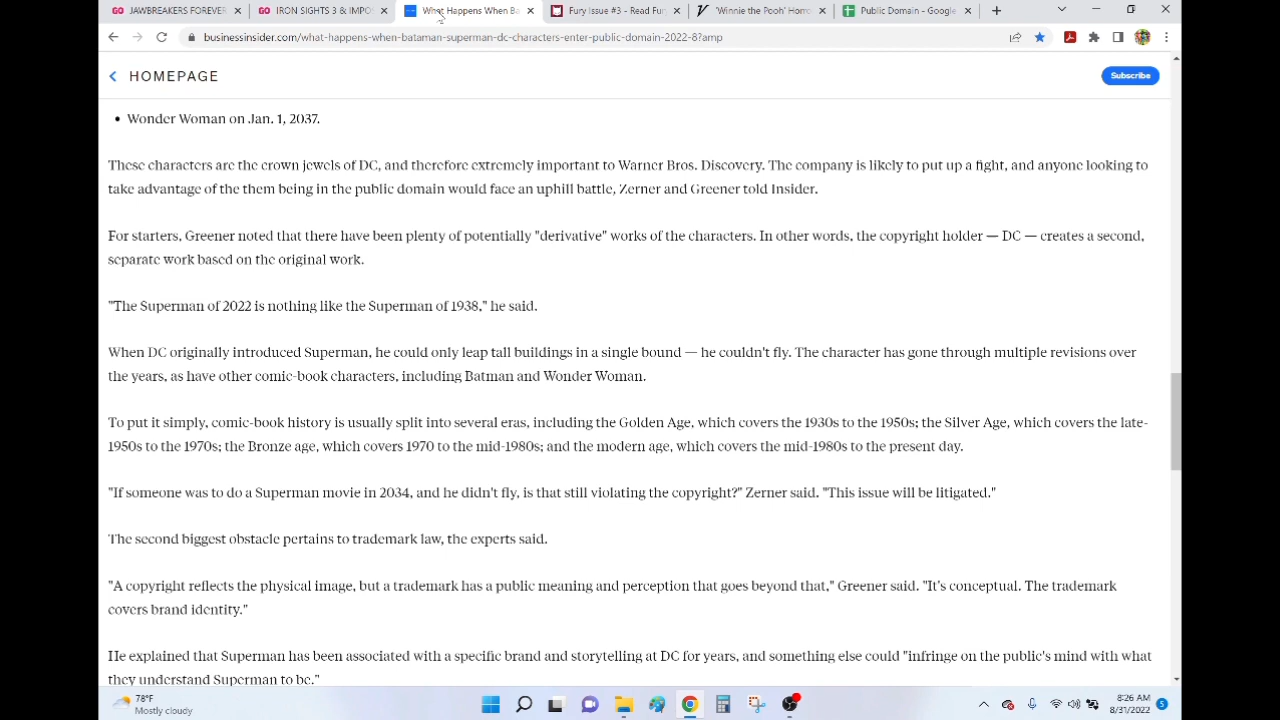 JAWBREAKERS FOREVER
IRON SIGHTS 3 & IMPO
What Happens When Ba
Fury Issue #3 - Read Fury
'Winnie the Pooh' Horro
Public Domain - Google
businessinsider.com/what-happens-when-bataman-superman-dc-characters-enter-public-domain-2022-8?amp
HOMEPAGE
Subscribe
• Wonder Woman on Jan. 1, 2037.
These characters are the crown jewels of DC, and therefore extremely important to Warner Bros. Discovery. The company is likely to put up a fight, and anyone looking to
take advantage of the them being in the public domain would face an uphill battle, Zerner and Greener told Insider.
For starters, Greener noted that there have been plenty of potentially "derivative" works of the characters. In other words, the copyright holder — DC — creates a second,
separate work based on the original work.
"The Superman of 2022 is nothing like the Superman of 1938," he said.
When DC originally introduced Superman, he could only leap tall buildings in a single bound — he couldn't fly. The character has gone through multiple revisions over
the years, as have other comic-book characters, including Batman and Wonder Woman.
To put it simply, comic-book history is usually split into several eras, including the Golden Age, which covers the 1930s to the 1950s; the Silver Age, which covers the late-
1950s to the 1970s; the Bronze age, which covers 1970 to the mid-1980s; and the modern age, which covers the mid-1980s to the present day.
"If someone was to do a Superman movie in 2034, and he didn't fly, is that still violating the copyright?" Zerner said. "This issue will be litigated."
The second biggest obstacle pertains to trademark law, the experts said.
"A copyright reflects the physical image, but a trademark has a public meaning and perception that goes beyond that," Greener said. "It's conceptual. The trademark
covers brand identity."
He explained that Superman has been associated with a specific brand and storytelling at DC for years, and something else could "infringe on the public's mind with what
they understand Superman to be."
78°F
Mostly cloudy
8:26 AM
8/31/2022
5